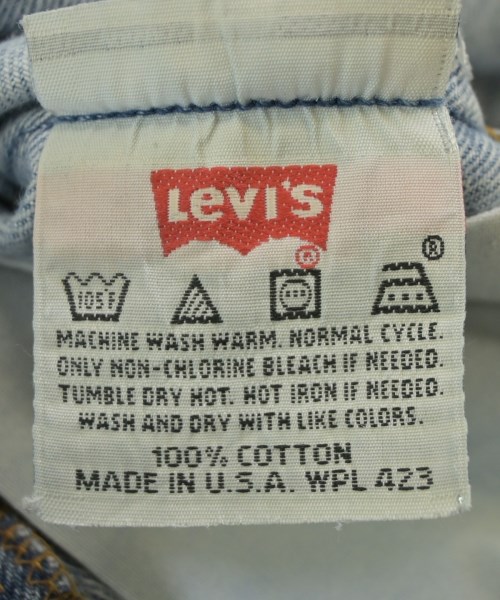 Levi's
®
®
105F
MACHINE WASH WARM. NORMAL CYCLE.
ONLY NON-CHLORINE BLEACH IF NEEDED.
TUMBLE DRY HOT. HOT IRON IF NEEDED.
WASH AND DRY WITH LIKE COLORS.
100% COTTON
MADE IN U.S.A. WPL 423